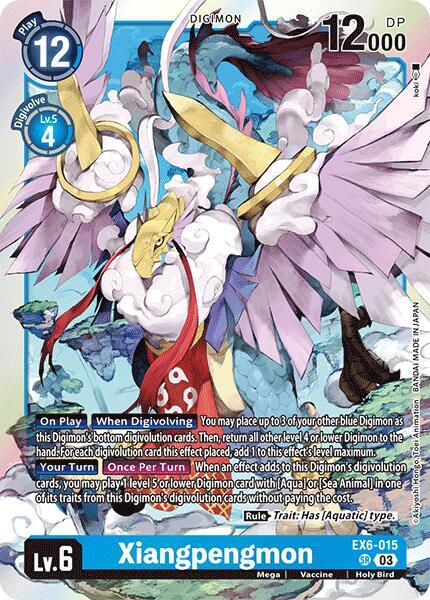 Play
12
DIGIMON
12000
DP
Digivolve
Lv.5
4
koki
On Play When Digivolving You may place up to 3 of your other blue Digimon as
this Digimon's bottom digivolution cards. Then, return all other level 4 or lower Digimon to
the hand. For each digivolution card this effect placed, add 1 to this effect's level maximum.
Your Turn Once Per Turn When an effect adds to this Digimon's digivolution
cards, you may play 1 level 5 or lower Digimon card with [Aqua] or [Sea Animal] in one
of its traits from this Digimon's digivolution cards without paying the cost.
Rule Trait: Has [Aquatic] type.
©Akiyoshi Hongo, Toei Animation BANDAI MADE IN JAPAN
Lv.6
Xiangpengmon
EX6-015
SR 03
Mega Vaccine Holy Bird